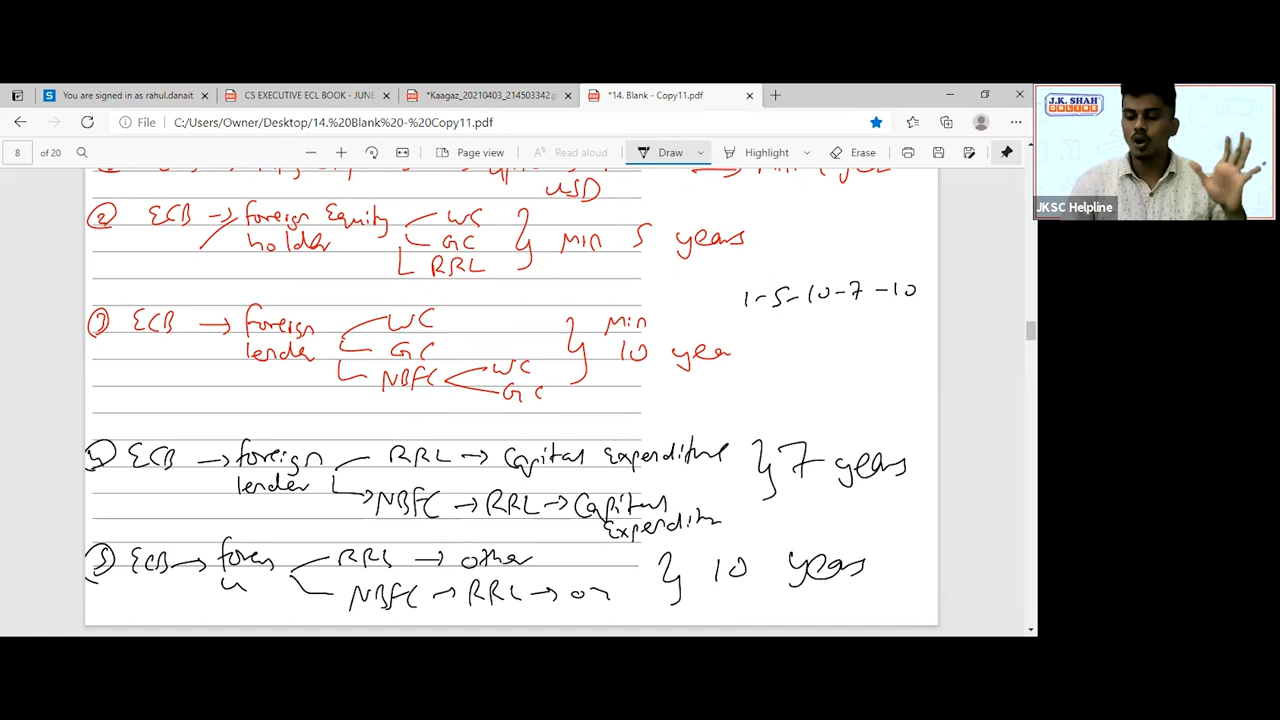 You are signed in as rahul.danait
CS EXECUTIVE ECL BOOK - JUNE
*Kaagaz_20210403_214503342.p
*14. Blank - Copy11.pdf
File
C:/Users/Owner/Desktop/14.%20Blank%20-%20Copy11.pdf
8 of 20
Page view
Read aloud
Draw
Highlight
Erase
J.K. SHAH
ONLINE
JKSC Helpline
USD
② ECB → foreign Equity holder
WC
GC
RRL
Min 5 years
1-5-10-7-10
③ ECB → foreign lender
WC
GC
NBFC
WC
GC
Min 10 year
④ ECB → foreign lender
RRL → Capital Expenditure
NBFC → RRL → Capital Expenditu
7 years
⑤ ECB →
RRL → other
NBFC → RRL →
10 years